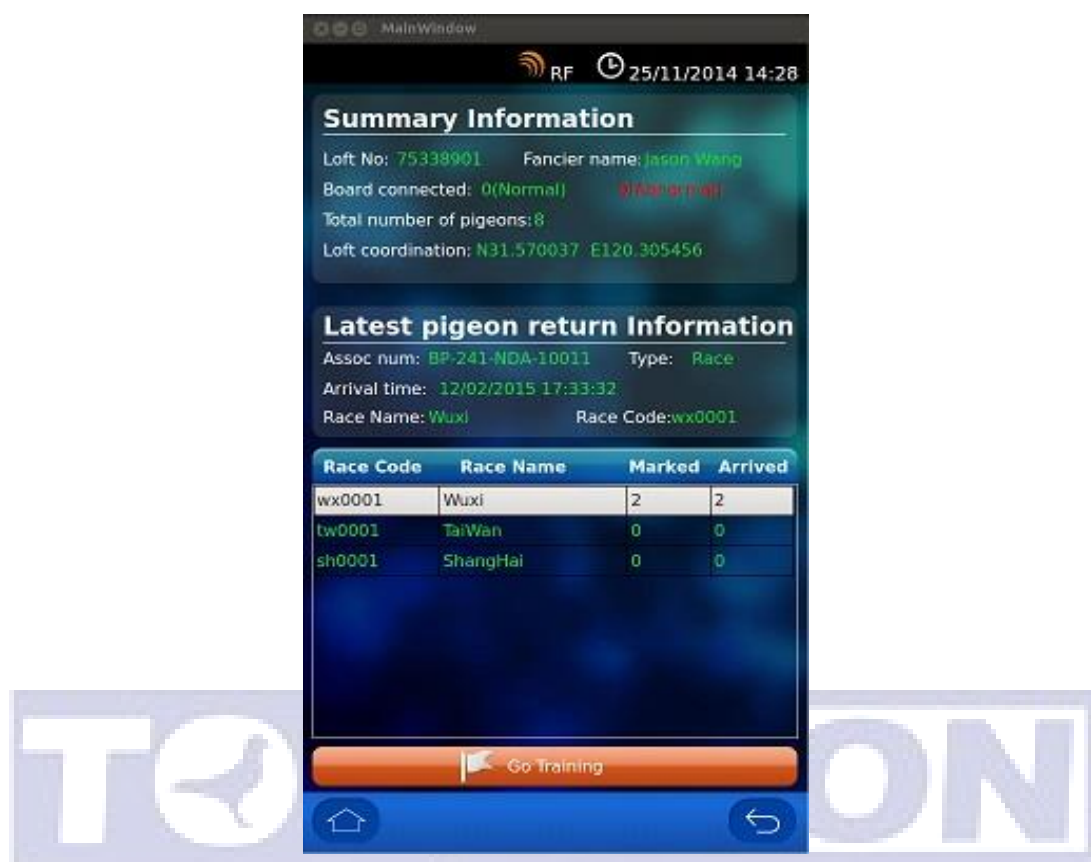 MainWindow
RF 25/11/2014 14:28
Summary Information
Loft No: 75338901 Fancier name: Jason Wang
Board connected: 0(Normal) 0(Abnormal)
Total number of pigeons:8
Loft coordination: N31.570037 E120.305456
Latest pigeon return Information
Assoc num: BP-241-NDA-10011 Type: Race
Arrival time: 12/02/2015 17:33:32
Race Name: Wuxi Race Code:wx0001
Race Code Race Name Marked Arrived
wx0001 Wuxi 2 2
tw0001 TaiWan 0 0
sh0001 ShangHai 0 0
Go Training